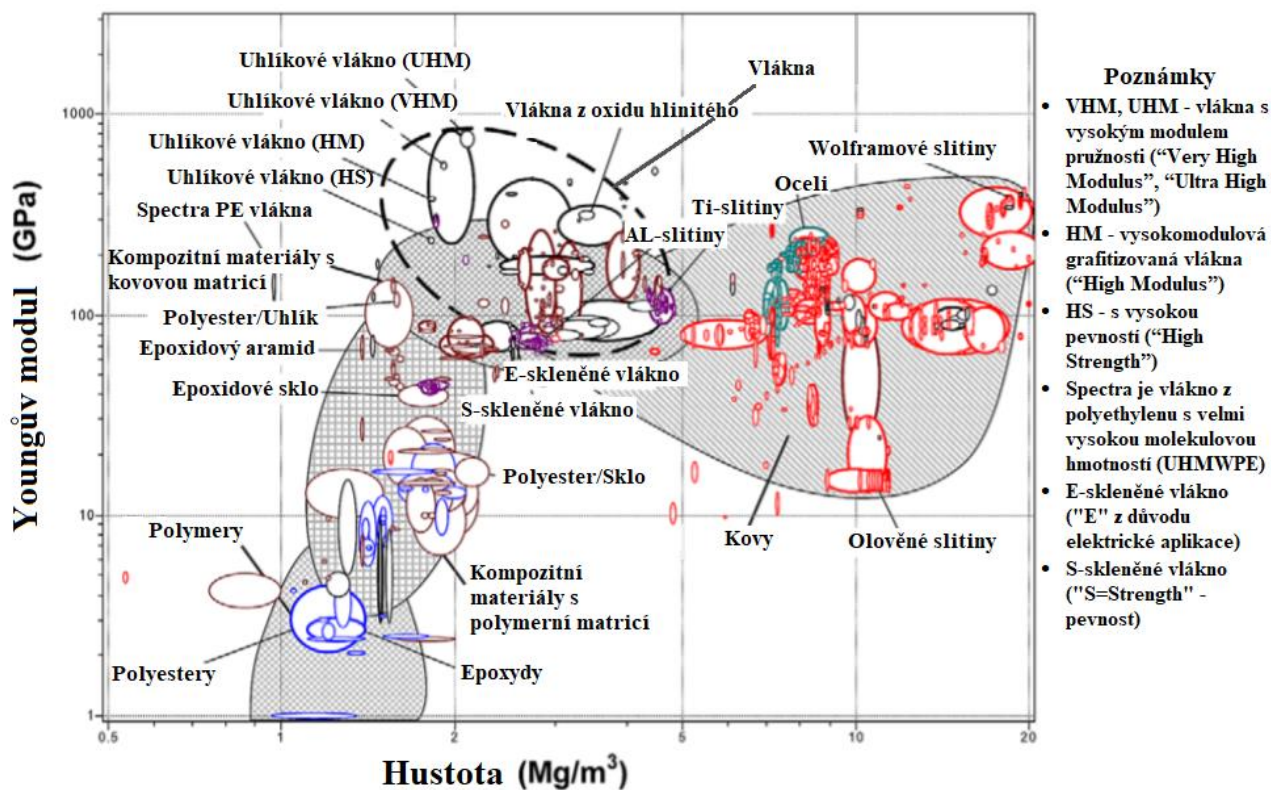 Uhlíkové vlákno (UHM)
Vlákna
Uhlíkové vlákno (VHM)
Vlákna z oxidu hlinitého
Uhlíkové vlákno (HM)
Wolframové slitiny
Uhlíkové vlákno (HS)
Oceli
Spectra PE vlákna
Ti-slitiny
AL-slitiny
Kompozitní materiály s
kovovou matricí
Polyester/Uhlík
Epoxidový aramid
E-skleněné vlákno
Epoxidové sklo
S-skleněné vlákno
Polyester/Sklo
Polymery
Kovy
Olověné slitiny
Kompozitní
materiály s
polymerní matricí
Polyestery
Epoxydy
Youngův modul (GPa)
1000
100
10
1
0.5
1
2
5
10
20
Hustota (Mg/m³)
Poznámky
• VHM, UHM - vlákna s
vysokým modulem
pružnosti (“Very High
Modulus”, “Ultra High
Modulus”)
• HM - vysokomodulová
grafitizovaná vlákna
(“High Modulus”)
• HS - s vysokou
pevností (“High
Strength”)
• Spectra je vlákno z
polyethylenu s velmi
vysokou molekulovou
hmotností (UHMWPE)
• E-skleněné vlákno
("E" z důvodu
elektrické aplikace)
• S-skleněné vlákno
("S=Strength" -
pevnost)